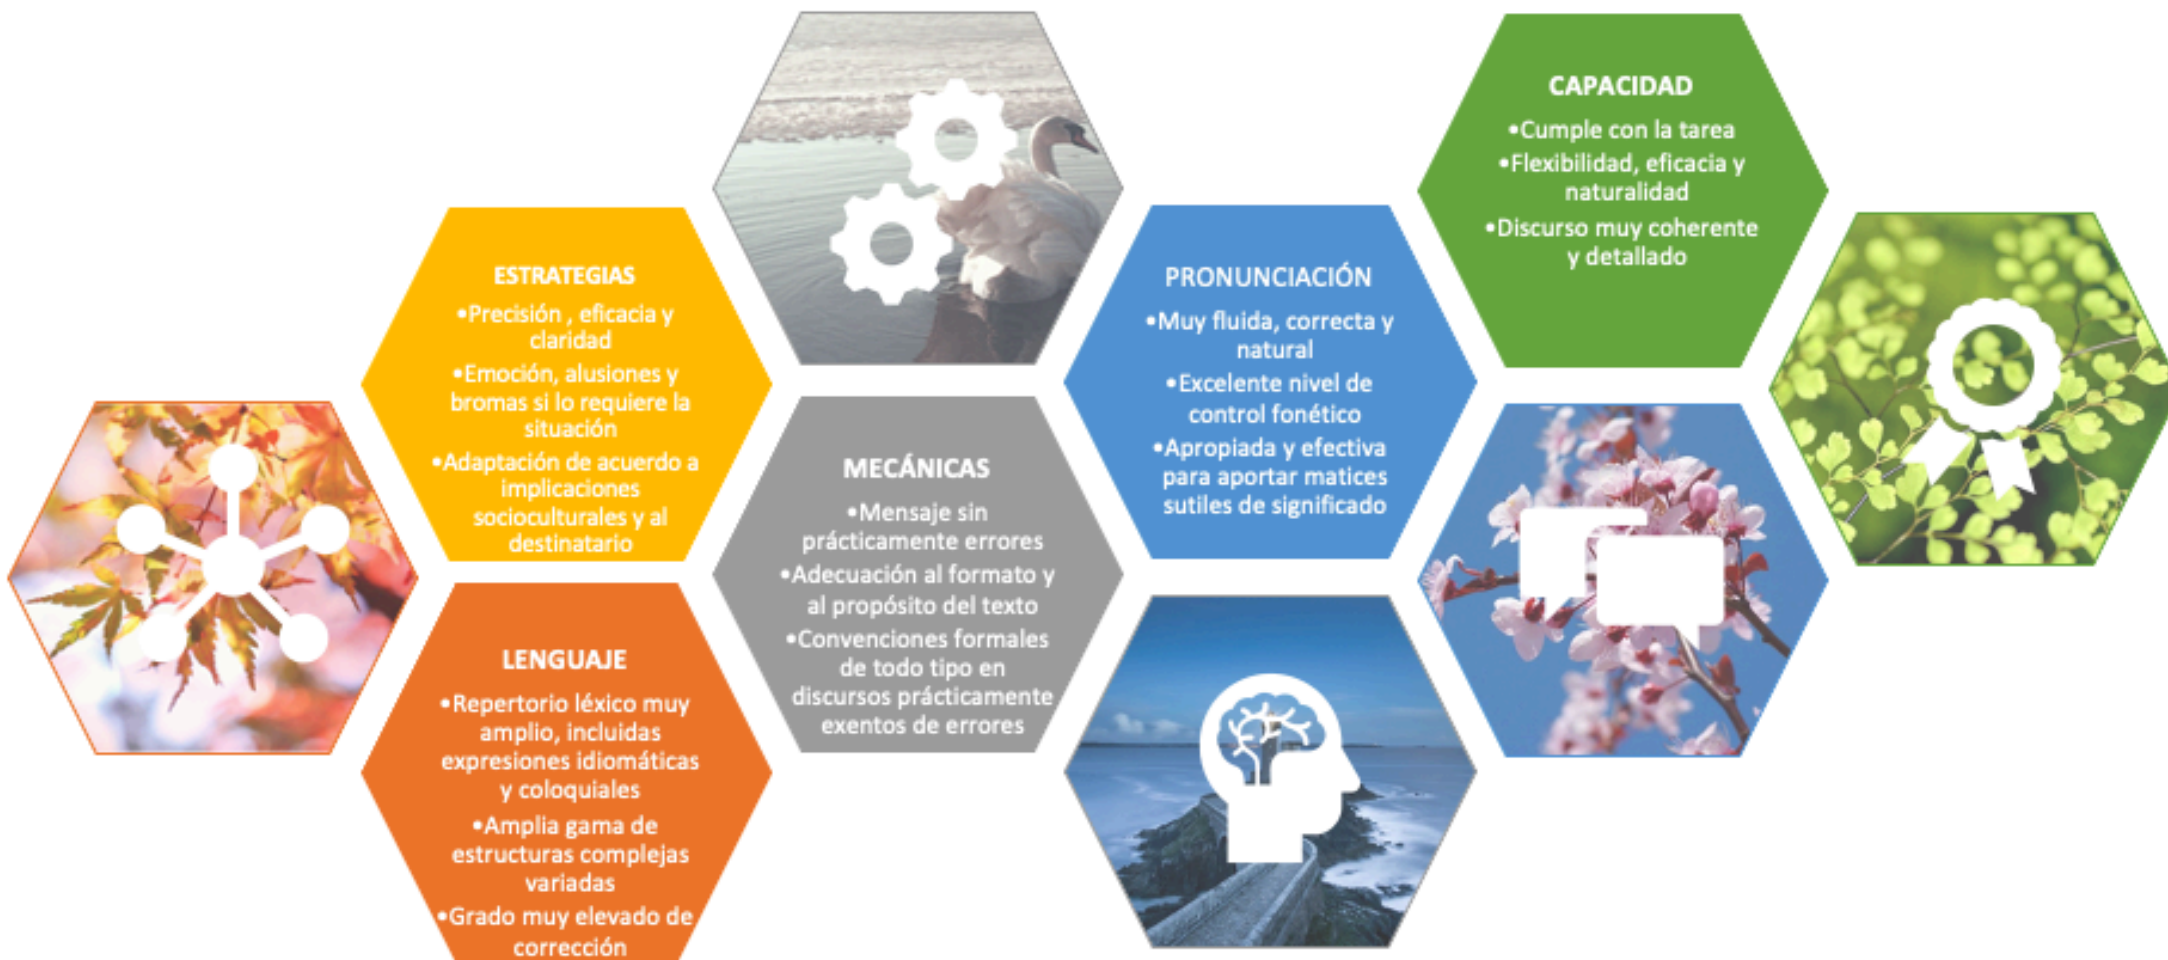 ESTRATEGIAS
•Precisión , eficacia y
claridad
•Emoción, alusiones y
bromas si lo requiere la
situación
•Adaptación de acuerdo a
implicaciones
socioculturales y al
destinatario
LENGUAJE
•Repertorio léxico muy
amplio, incluidas
expresiones idiomáticas
y coloquiales
•Amplia gama de
estructuras complejas
variadas
•Grado muy elevado de
corrección
MECÁNICAS
•Mensaje sin
prácticamente errores
•Adecuación al formato y
al propósito del texto
•Convenciones formales
de todo tipo en
discursos prácticamente
exentos de errores
PRONUNCIACIÓN
•Muy fluida, correcta y
natural
•Excelente nivel de
control fonético
•Apropiada y efectiva
para aportar matices
sutiles de significado
CAPACIDAD
•Cumple con la tarea
•Flexibilidad, eficacia y
naturalidad
•Discurso muy coherente
y detallado